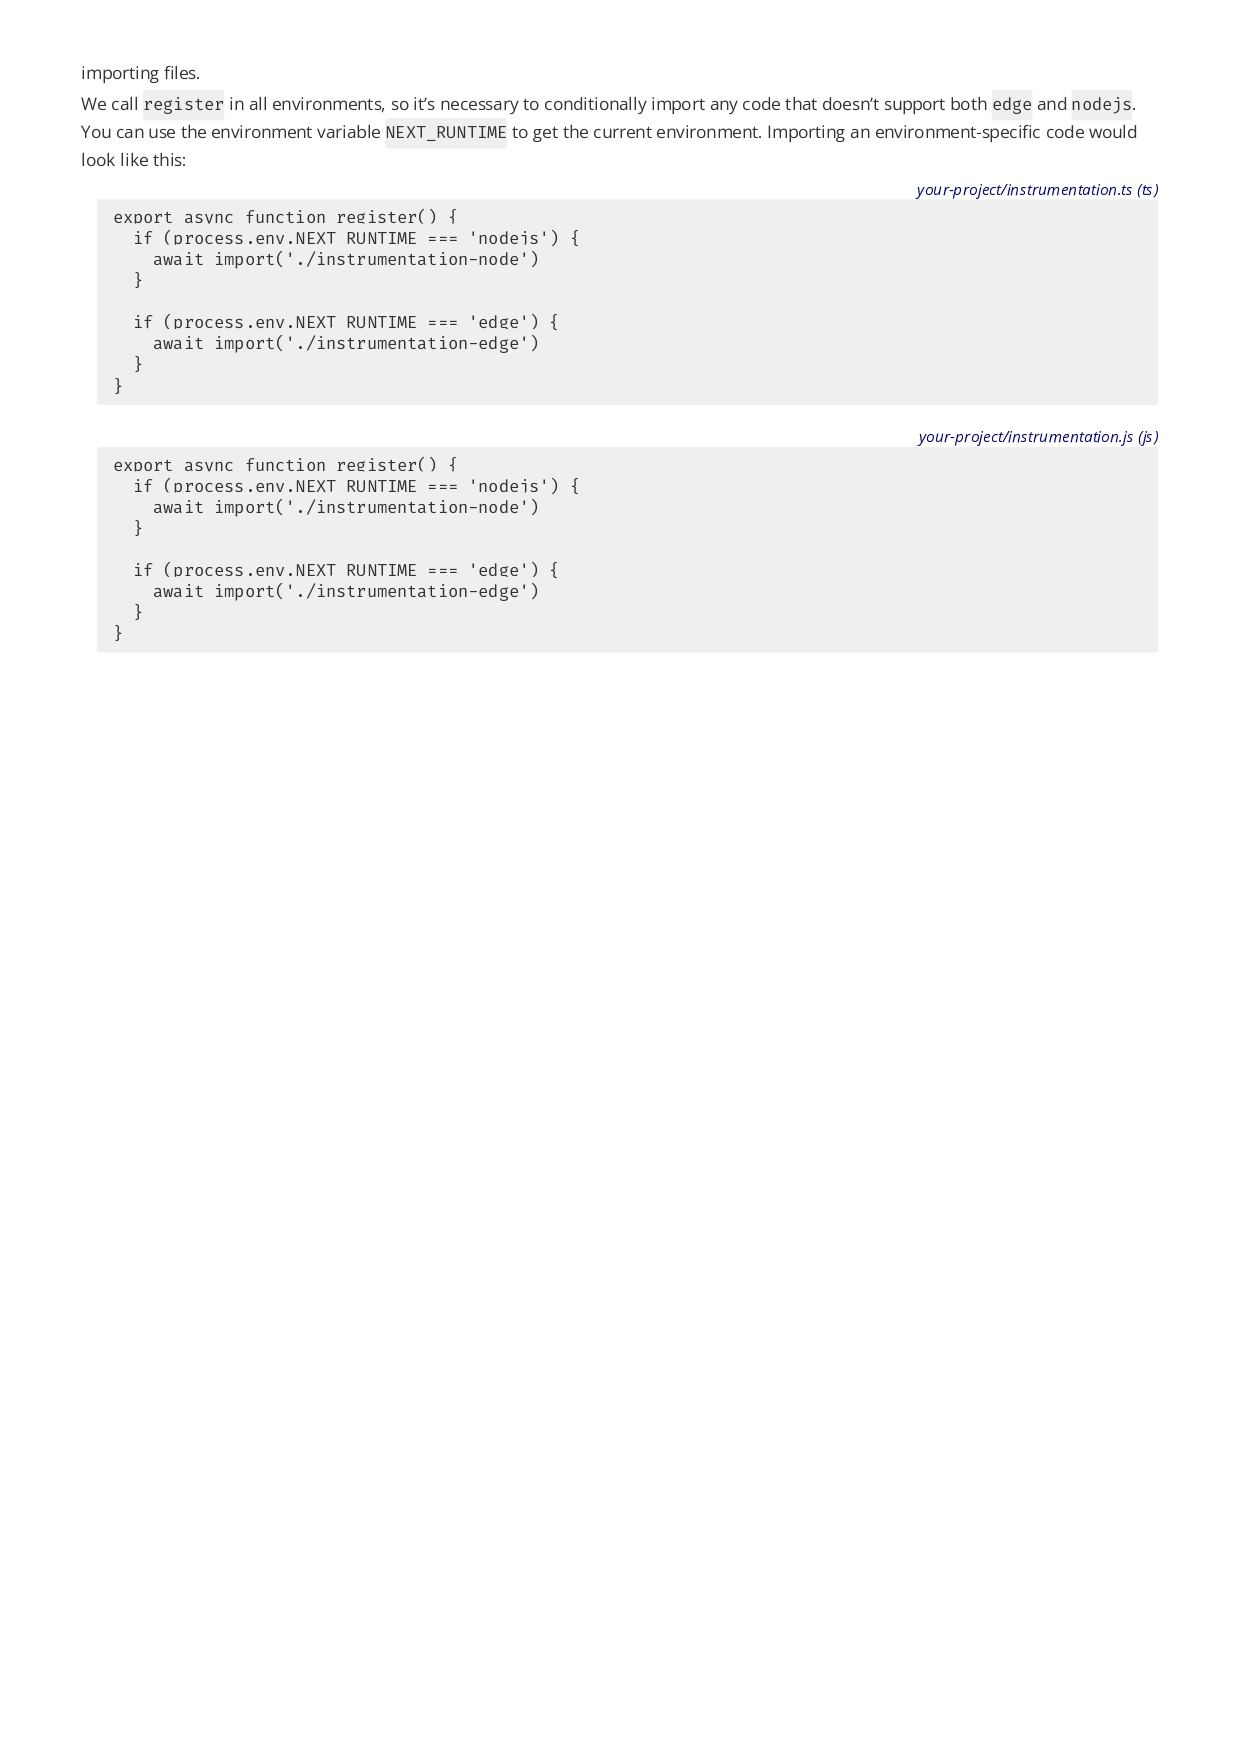 importing files.
We call register in all environments, so it’s necessary to conditionally import any code that doesn’t support both edge and nodejs.
You can use the environment variable NEXT_RUNTIME to get the current environment. Importing an environment-specific code would
look like this:
your-project/instrumentation.ts (ts)
export async function register() {
  if (process.env.NEXT_RUNTIME === 'nodejs') {
    await import('./instrumentation-node')
  }

  if (process.env.NEXT_RUNTIME === 'edge') {
    await import('./instrumentation-edge')
  }
}
your-project/instrumentation.js (js)
export async function register() {
  if (process.env.NEXT_RUNTIME === 'nodejs') {
    await import('./instrumentation-node')
  }

  if (process.env.NEXT_RUNTIME === 'edge') {
    await import('./instrumentation-edge')
  }
}